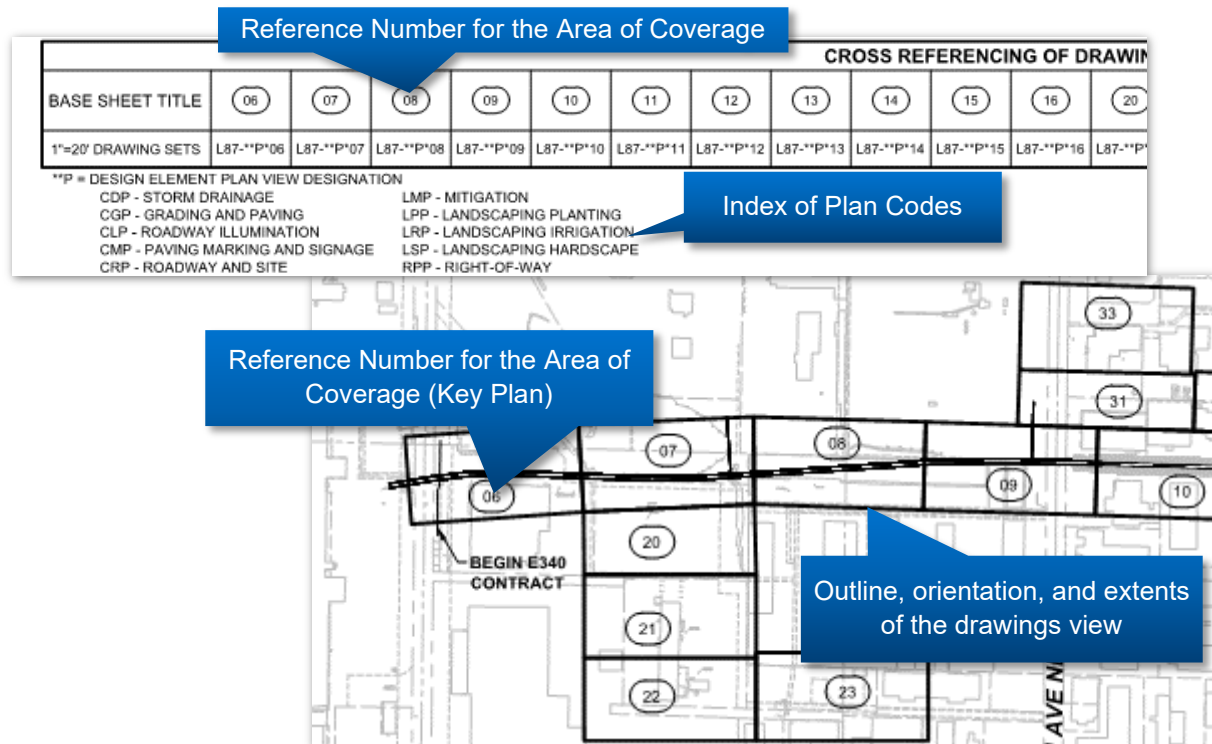 Reference Number for the Area of Coverage
CROSS REFERENCING OF
BASE SHEET TITLE 06 07 08 09 10 11 12 13 14 15 16 20
1"=20' DRAWING SETS L87-**P*06 L87-**P*07 L87-**P*08 L87-**P*09 L87-**P*10 L87-**P*11 L87-**P*12 L87-**P*13 L87-**P*14 L87-**P*15 L87-**P*16 L87-**P*
**P = DESIGN ELEMENT PLAN VIEW DESIGNATION
CDP - STORM DRAINAGE LMP - MITIGATION
CGP - GRADING AND PAVING LPP - LANDSCAPING PLANTING
CLP - ROADWAY ILLUMINATION LRP - LANDSCAPING IRRIGATION
CMP - PAVING MARKING AND SIGNAGE LSP - LANDSCAPING HARDSCAPE
CRP - ROADWAY AND SITE RPP - RIGHT-OF-WAY
Index of Plan Codes
33
Reference Number for the Area of
Coverage (Key Plan)
31
07
08
06
09
10
20
BEGIN E340
CONTRACT
Outline, orientation, and extents
of the drawings view
21
22
23
AVE